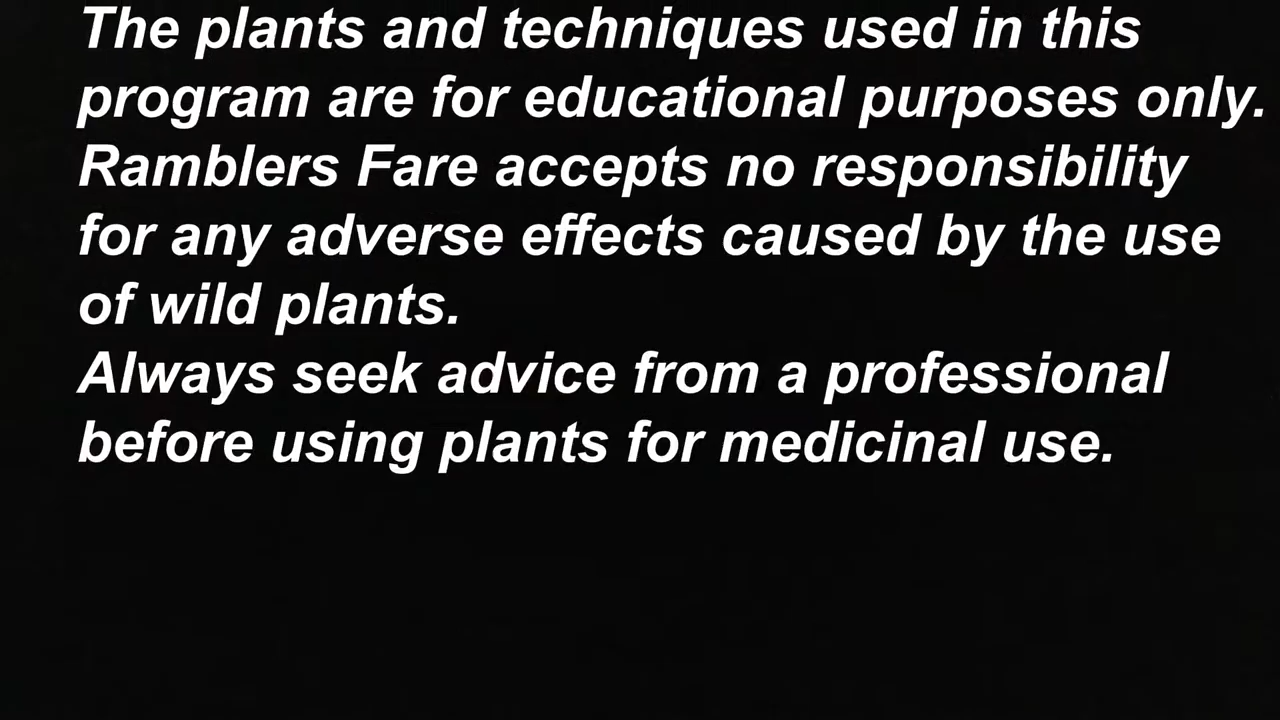 The plants and techniques used in this
program are for educational purposes only.
Ramblers Fare accepts no responsibility
for any adverse effects caused by the use
of wild plants.
Always seek advice from a professional
before using plants for medicinal use.